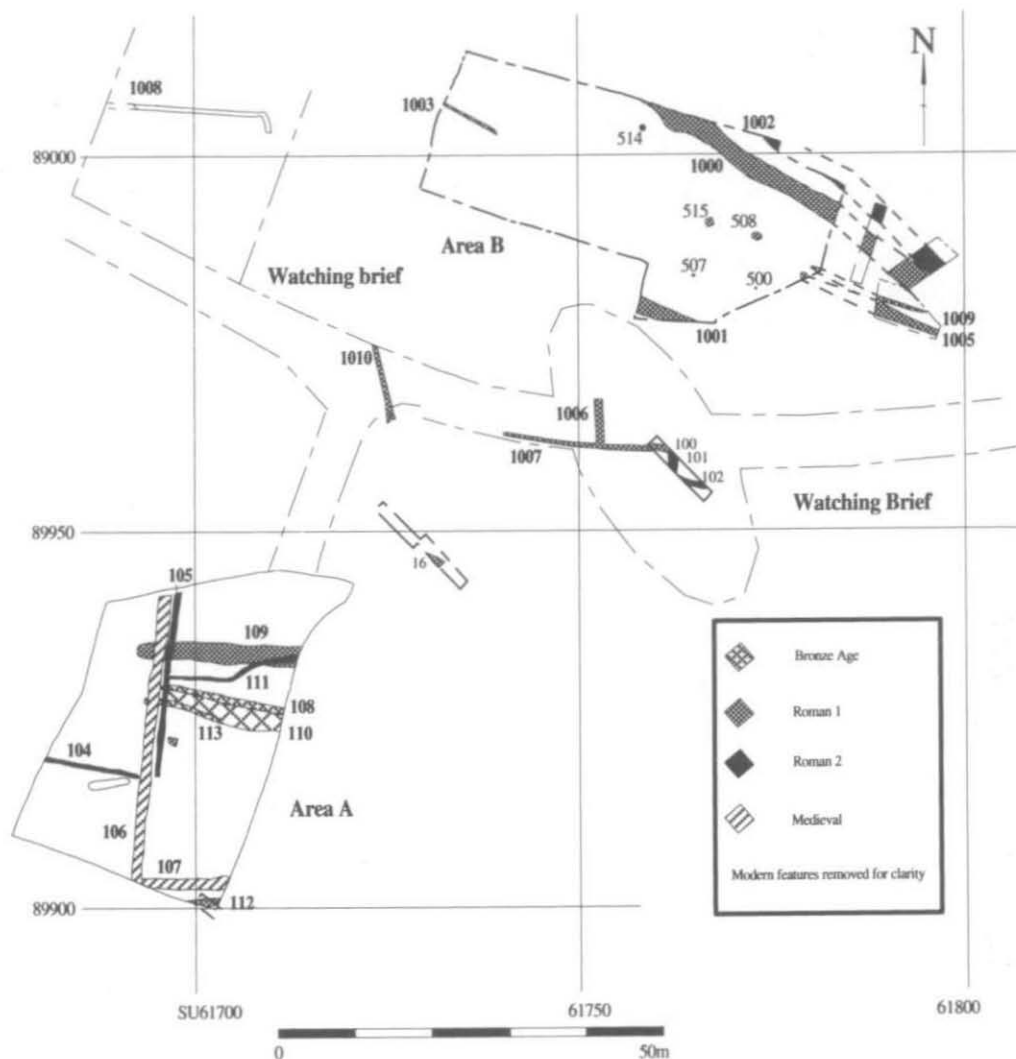 N
1008
1003
1002
514
89000
1000
515
508
Area B
Watching brief
507
500
1009
1001
1005
1010
1006
100
1007
101
102
Watching Brief
89950
16
105
109
111
108
113
110
104
Area A
106
107
112
89900
Bronze Age
Roman 1
Roman 2
Medieval
Modern features removed for clarity
SU61700
61750
61800
0
50m